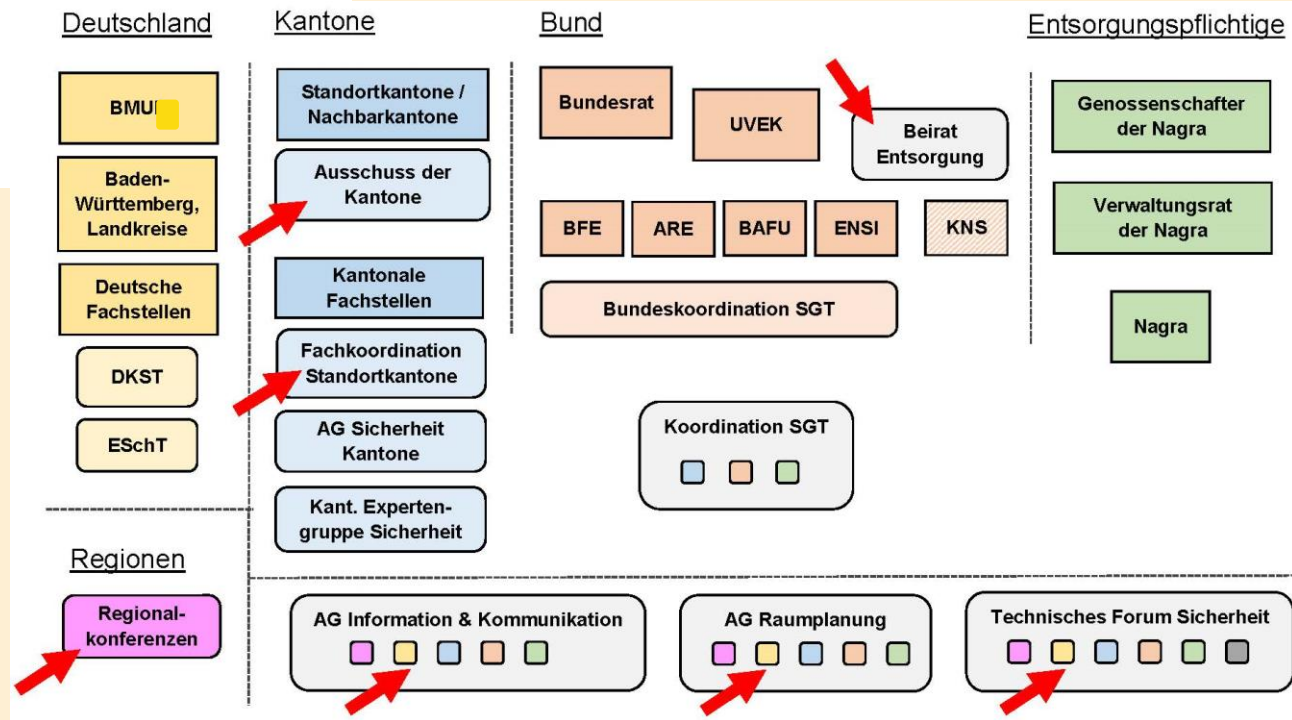 Deutschland
BMU
Baden-
Württemberg,
Landkreise
Deutsche
Fachstellen
DKST
ESchT
Regionen
Regional-
konferenzen
Kantone
Standortkantone /
Nachbarkantone
Ausschuss der
Kantone
Kantonale
Fachstellen
Fachkoordination
Standortkantone
AG Sicherheit
Kantone
Kant. Experten-
gruppe Sicherheit
Bund
Bundesrat
UVEK
Beirat
Entsorgung
BFE
ARE
BAFU
ENSI
KNS
Bundeskoordination SGT
Koordination SGT
Entsorgungspflichtige
Genossenschafter
der Nagra
Verwaltungsrat
der Nagra
Nagra
AG Information & Kommunikation
AG Raumplanung
Technisches Forum Sicherheit